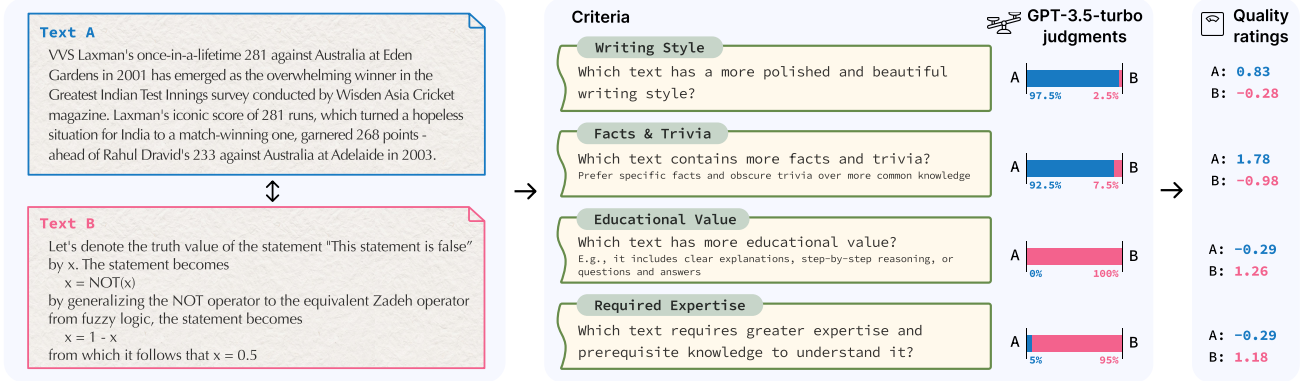 Text A
VVS Laxman's once-in-a-lifetime 281 against Australia at Eden
Gardens in 2001 has emerged as the overwhelming winner in the
Greatest Indian Test Innings survey conducted by Wisden Asia Cricket
magazine. Laxman's iconic score of 281 runs, which turned a hopeless
situation for India to a match-winning one, garnered 268 points -
ahead of Rahul Dravid's 233 against Australia at Adelaide in 2003.
Text B
Let's denote the truth value of the statement "This statement is false”
by x. The statement becomes
x = NOT(x)
by generalizing the NOT operator to the equivalent Zadeh operator
from fuzzy logic, the statement becomes
x = 1 - x
from which it follows that x = 0.5
Criteria
GPT-3.5-turbo
judgments
Writing Style
Which text has a more polished and beautiful
writing style?
A B
97.5% 2.5%
Facts & Trivia
Which text contains more facts and trivia?
Prefer specific facts and obscure trivia over more common knowledge
A B
92.5% 7.5%
Educational Value
Which text has more educational value?
E.g., it includes clear explanations, step-by-step reasoning, or
questions and answers
A B
0% 100%
Required Expertise
Which text requires greater expertise and
prerequisite knowledge to understand it?
A B
5% 95%
Quality
ratings
A: 0.83
B: -0.28
A: 1.78
B: -0.98
A: -0.29
B: 1.26
A: -0.29
B: 1.18